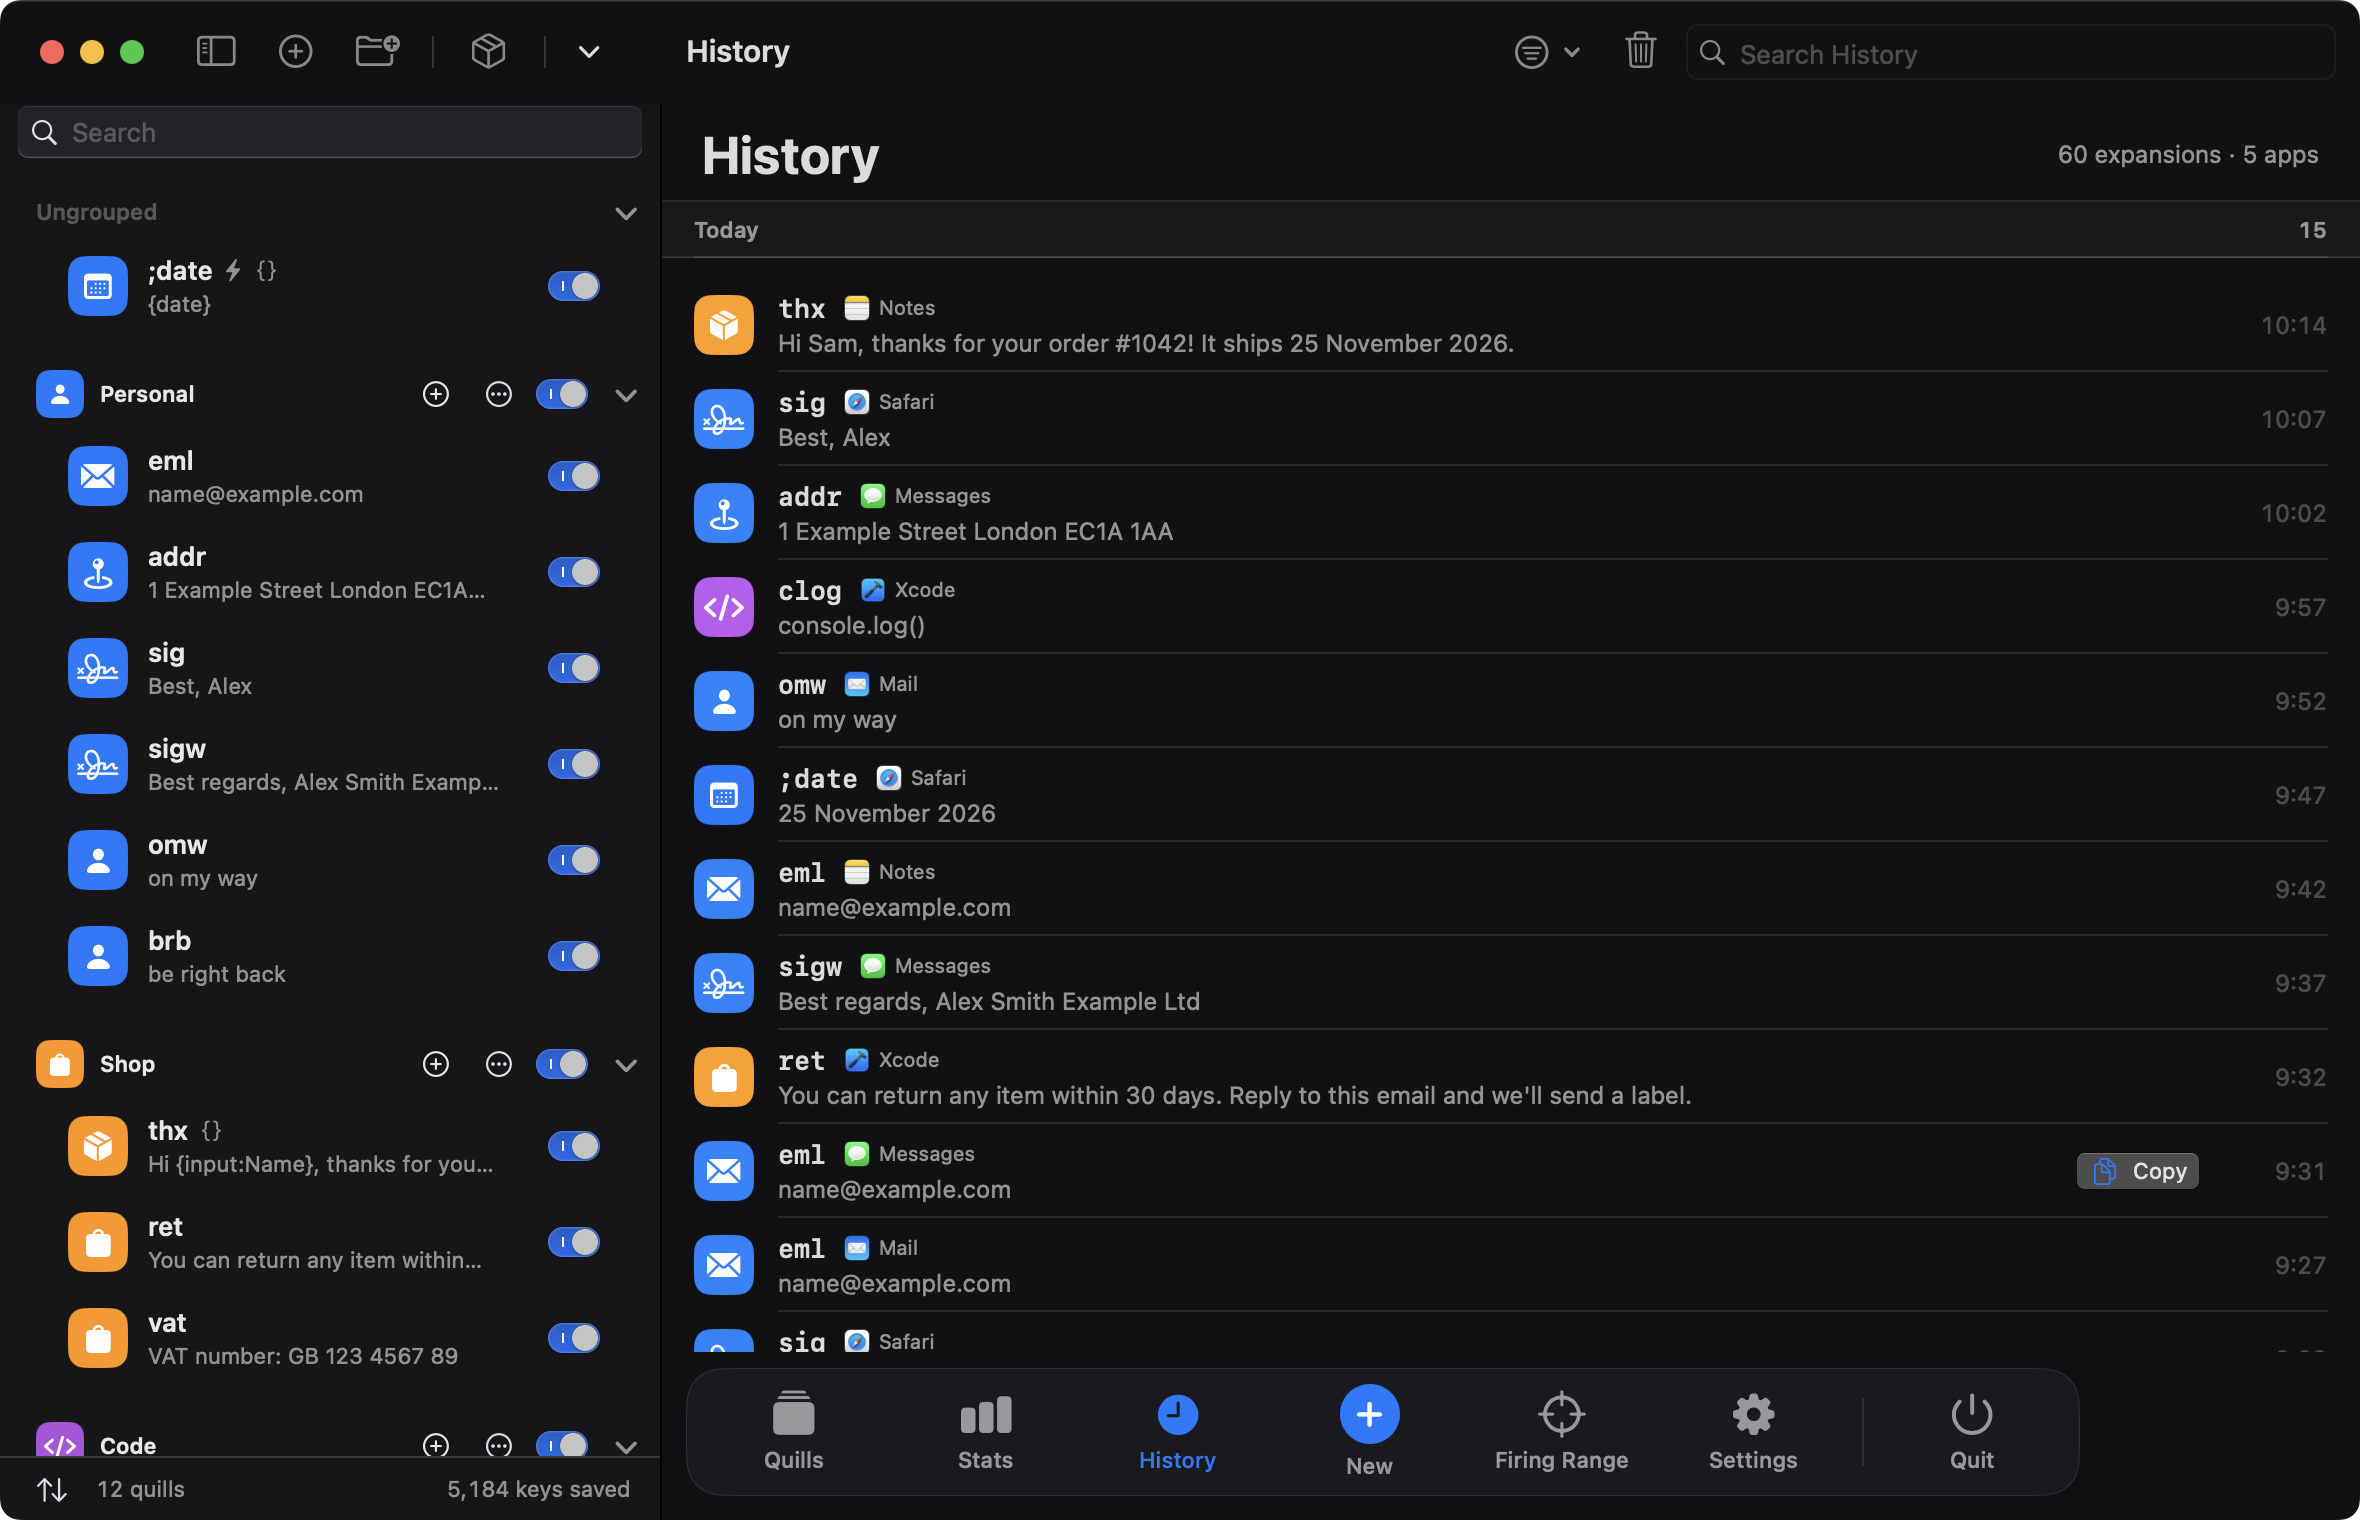 History
Search History
Search
Ungrouped
;date {}
{date}
Personal
eml
name@example.com
addr
1 Example Street London EC1A...
sig
Best, Alex
sigw
Best regards, Alex Smith Examp...
omw
on my way
brb
be right back
Shop
thx {}
Hi {input:Name}, thanks for you...
ret
You can return any item within...
vat
VAT number: GB 123 4567 89
Code
12 quills
5,184 keys saved
History
60 expansions · 5 apps
Today
15
thx Notes
Hi Sam, thanks for your order #1042! It ships 25 November 2026.
10:14
sig Safari
Best, Alex
10:07
addr Messages
1 Example Street London EC1A 1AA
10:02
clog Xcode
console.log()
9:57
omw Mail
on my way
9:52
;date Safari
25 November 2026
9:47
eml Notes
name@example.com
9:42
sigw Messages
Best regards, Alex Smith Example Ltd
9:37
ret Xcode
You can return any item within 30 days. Reply to this email and we'll send a label.
9:32
eml Messages
name@example.com
Copy
9:31
eml Mail
name@example.com
9:27
sig Safari
Quills
Stats
History
New
Firing Range
Settings
Quit